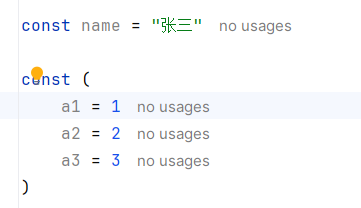 const name = "张三" no usages
const (
a1 = 1 no usages
a2 = 2 no usages
a3 = 3 no usages
)